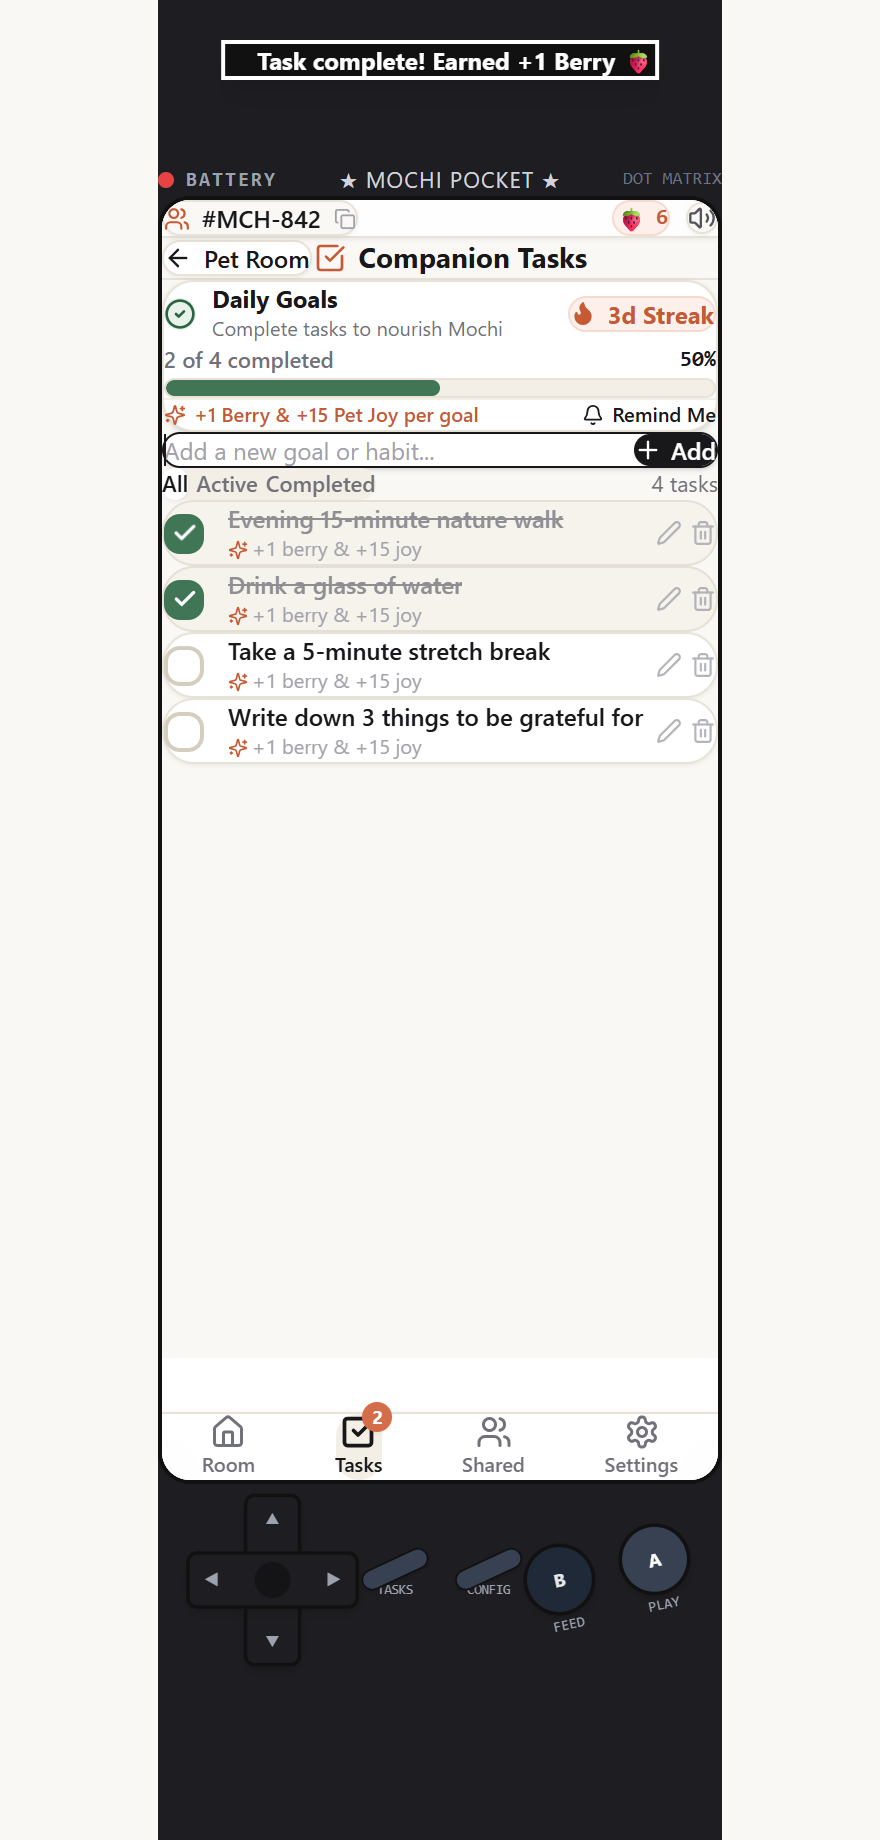 Task complete! Earned +1 Berry 🍓
BATTERY ★ MOCHI POCKET ★ DOT MATRIX
#MCH-842 🍓 6
Pet Room Companion Tasks
Daily Goals
Complete tasks to nourish Mochi
3d Streak
2 of 4 completed 50%
+1 Berry & +15 Pet Joy per goal Remind Me
Add a new goal or habit... + Add
All Active Completed 4 tasks
Evening 15-minute nature walk
+1 berry & +15 joy
Drink a glass of water
+1 berry & +15 joy
Take a 5-minute stretch break
+1 berry & +15 joy
Write down 3 things to be grateful for
+1 berry & +15 joy
2
Room Tasks Shared Settings
▲
◀ ▶
▼
TASKS CONFIG
B A
FEED PLAY